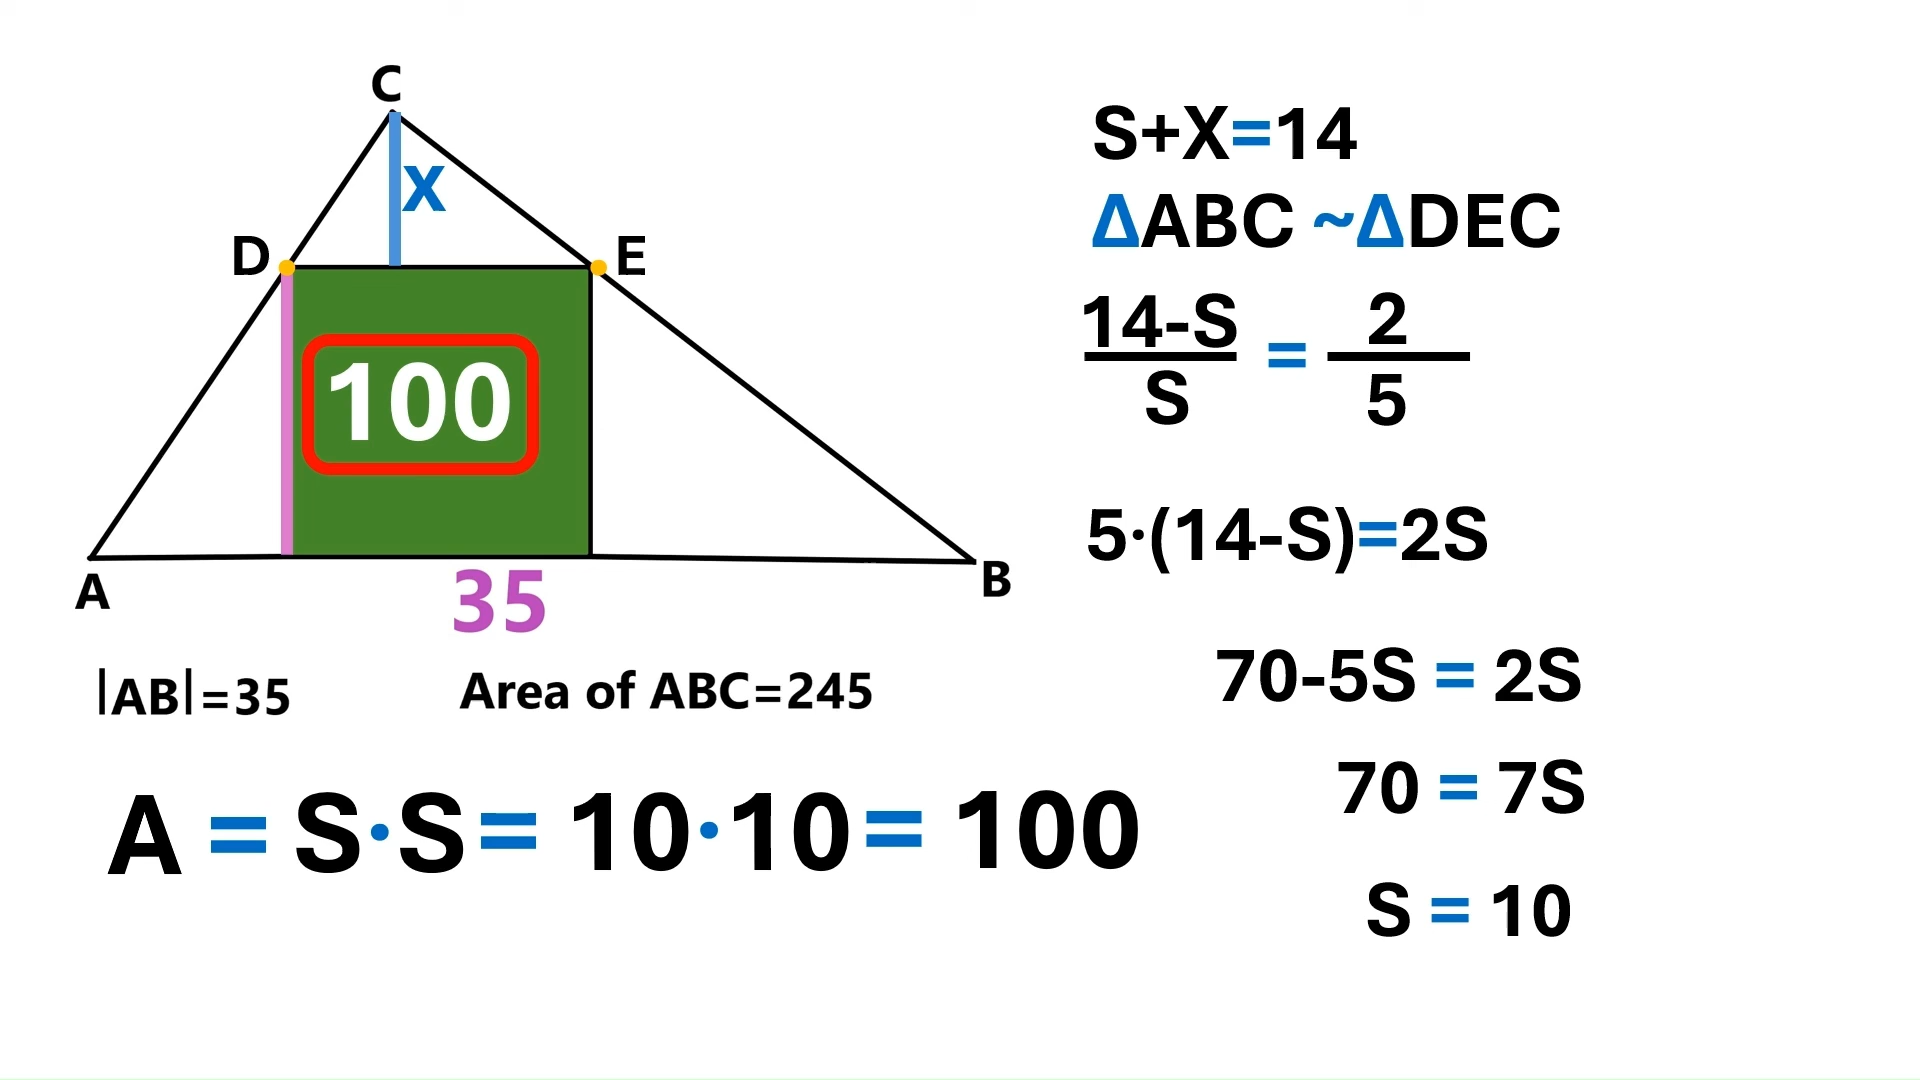 C
X
D
E
100
A
B
35
|AB|=35
Area of ABC=245
A = S·S = 10·10 = 100
S+X=14
ΔABC ~ΔDEC
14-S
S
=
2
5
5·(14-S)=2S
70-5S = 2S
70 = 7S
S = 10